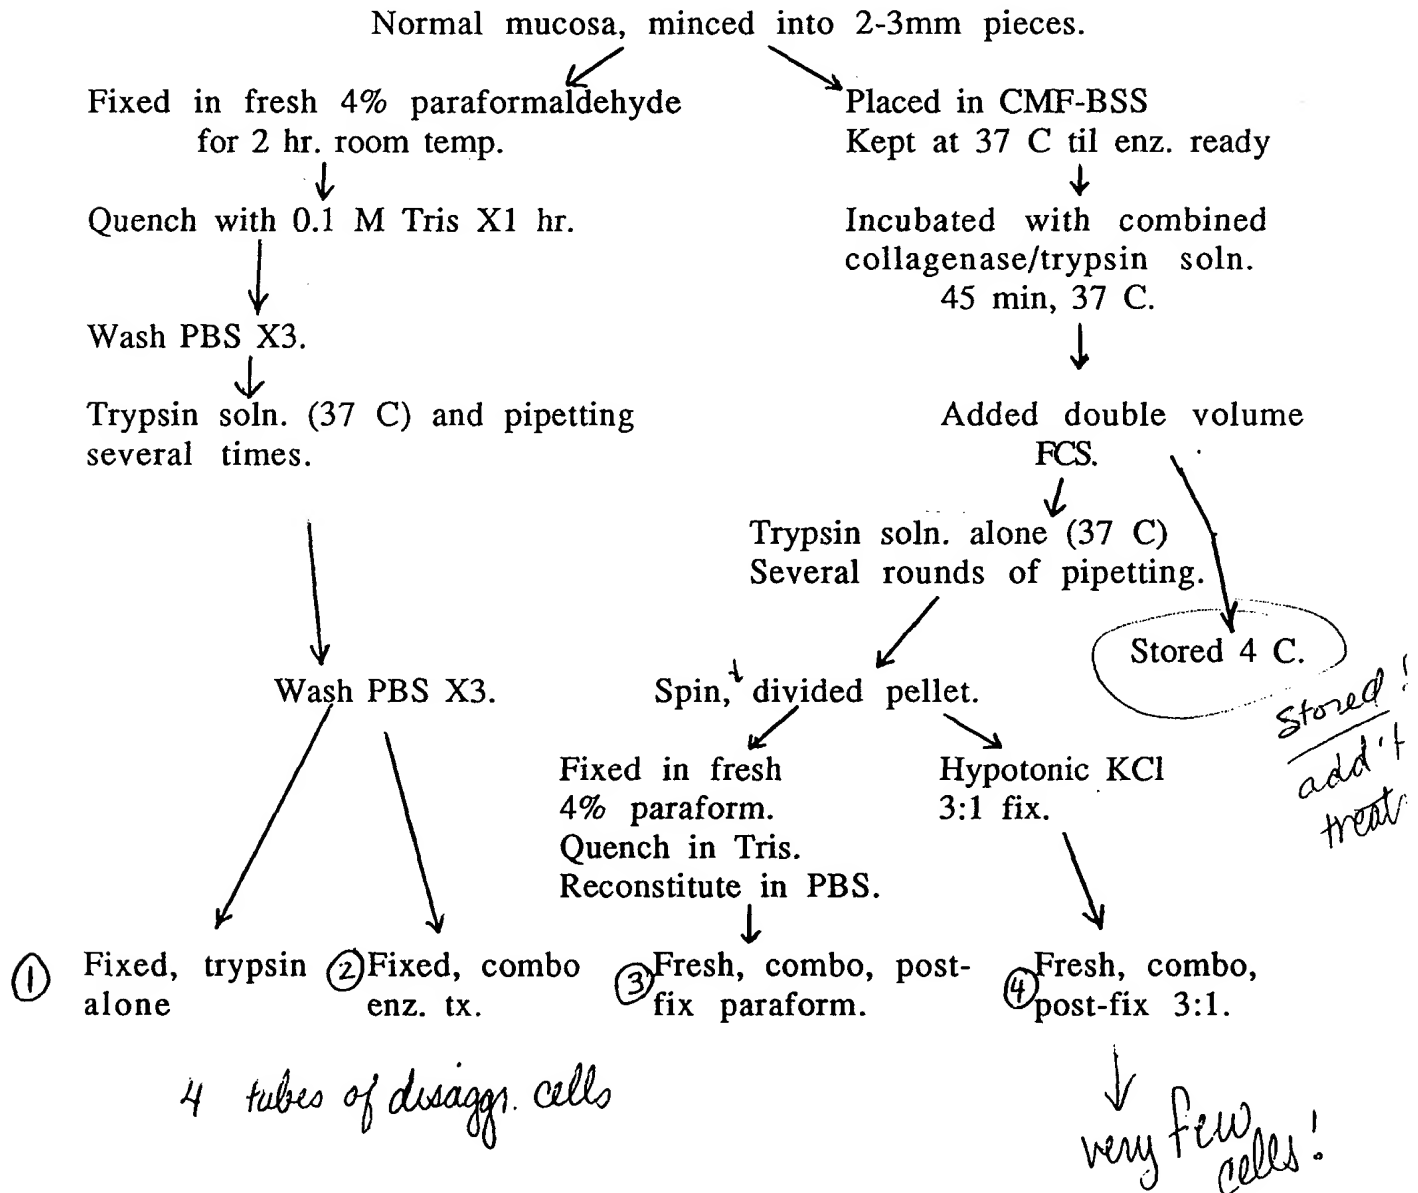 Normal mucosa, minced into 2-3mm pieces.
Fixed in fresh 4% paraformaldehyde
for 2 hr. room temp.
Placed in CMF-BSS
Kept at 37 C til enz. ready
Quench with 0.1 M Tris X1 hr.
Incubated with combined
collagenase/trypsin soln.
45 min, 37 C.
Wash PBS X3.
Trypsin soln. (37 C) and pipetting
several times.
Added double volume
FCS.
Trypsin soln. alone (37 C)
Several rounds of pipetting.
Stored 4 C.
Stored!
add't
treat.
Wash PBS X3.
Spin, + divided pellet.
Fixed in fresh
4% paraform.
Quench in Tris.
Reconstitute in PBS.
Hypotonic KCl
3:1 fix.
① Fixed, trypsin
alone
② Fixed, combo
enz. tx.
③ Fresh, combo, post-
fix paraform.
④ Fresh, combo,
post-fix 3:1.
4 tubes of disaggr. cells
very few
cells!